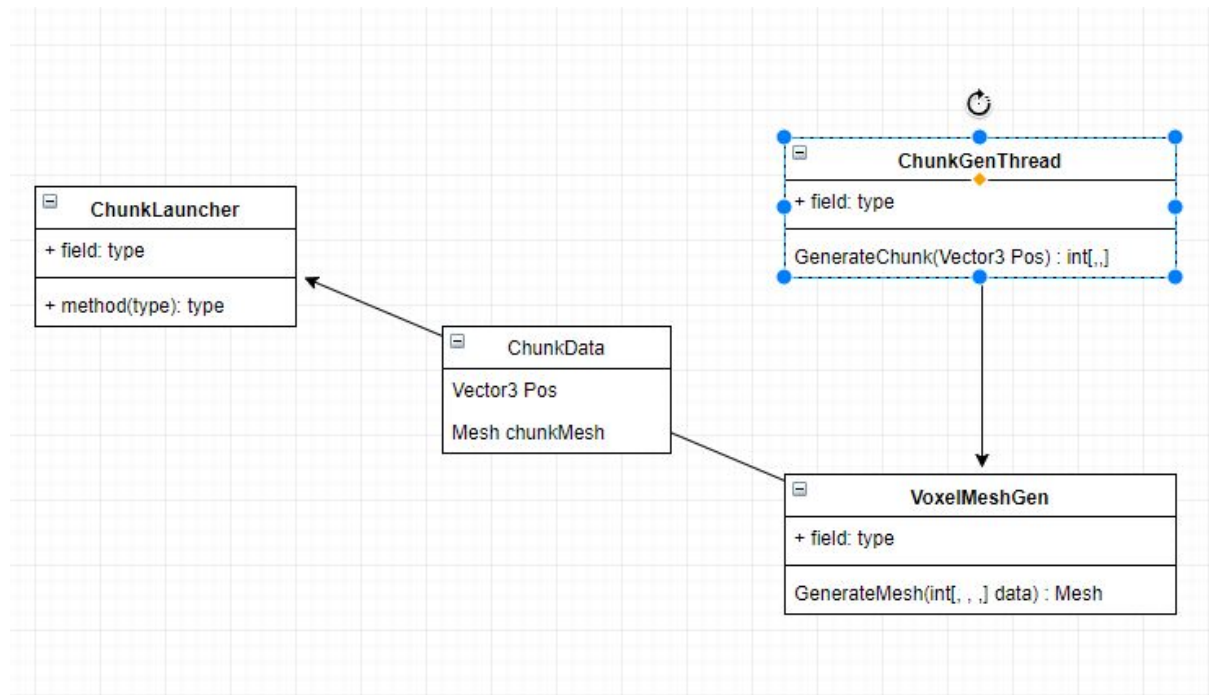 ChunkGenThread
+ field: type
GenerateChunk(Vector3 Pos) : int[,,]
ChunkLauncher
+ field: type
+ method(type): type
ChunkData
Vector3 Pos
Mesh chunkMesh
VoxelMeshGen
+ field: type
GenerateMesh(int[, , ,] data) : Mesh